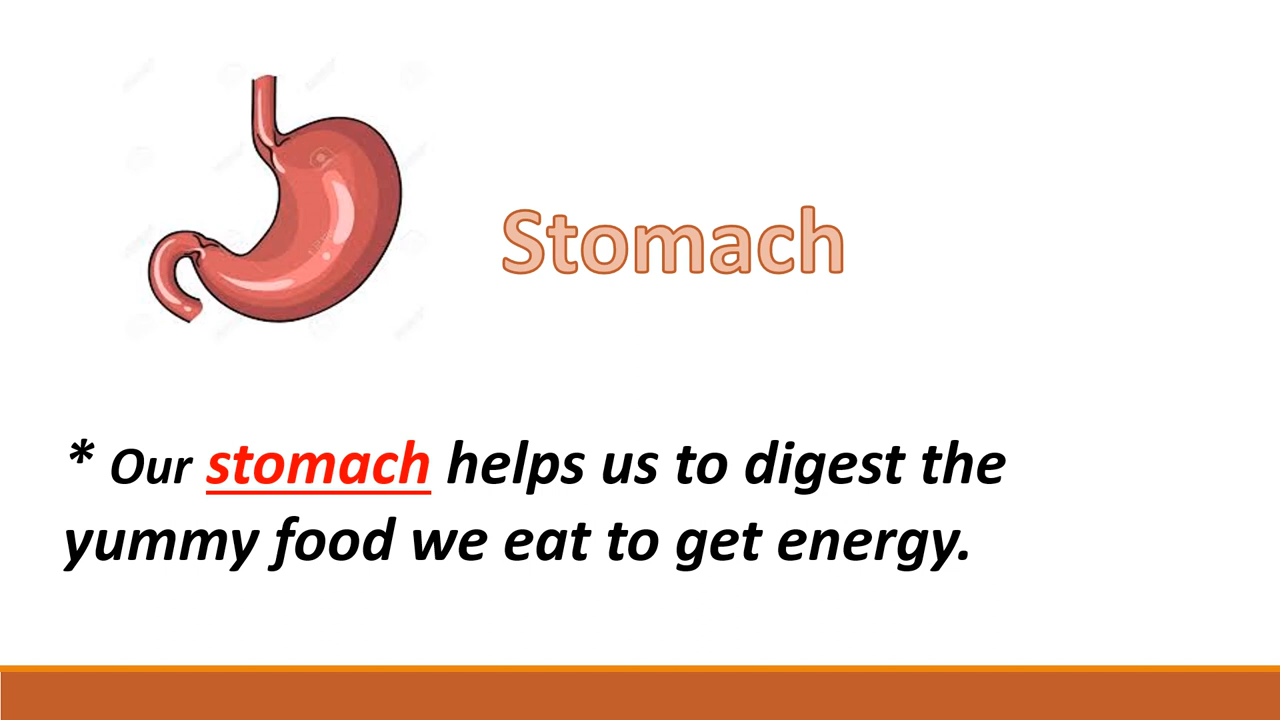 Stomach
* Our stomach helps us to digest the
yummy food we eat to get energy.